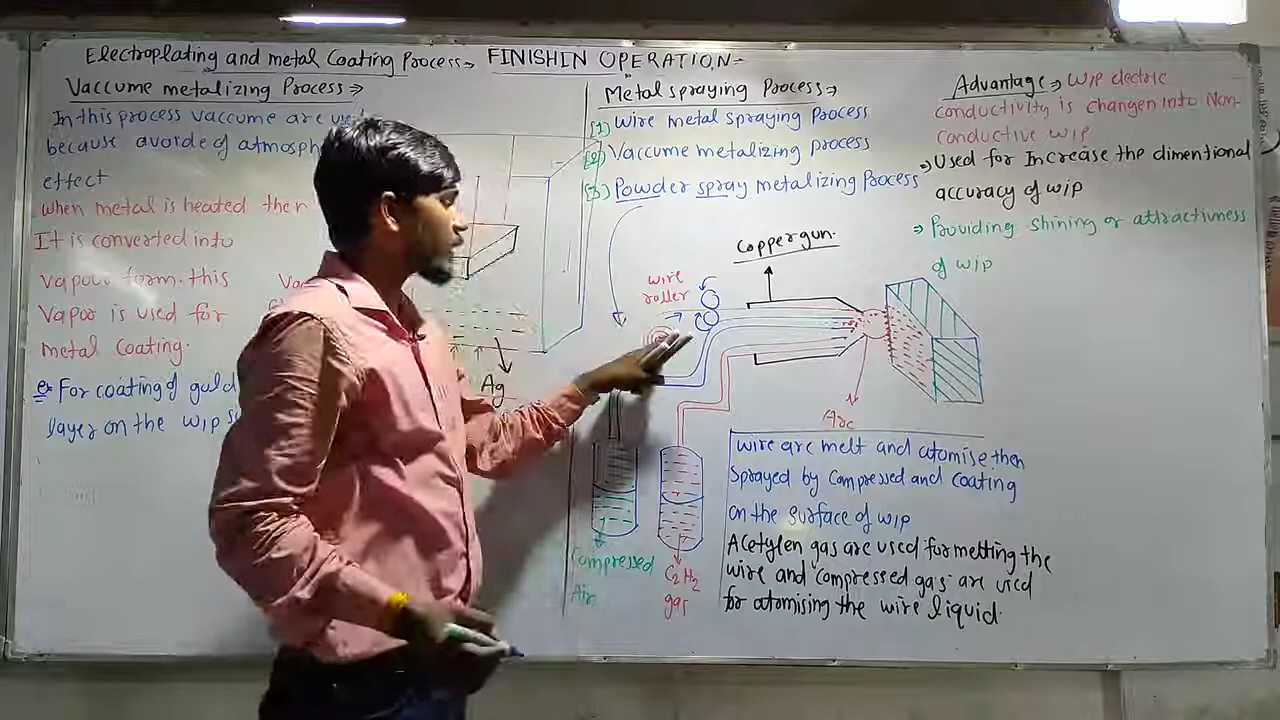 Electroplating and metal Coating Process, FINISHIN OPERATION=
Vaccume metalizing Process ⇒
In this process vaccume are
because avorde of atmosph
effect
when metal is heated then
It is converted into
vapour form. this
vapor is used for
metal coating.
ex For coating of guld
layer on the w/p
Ag
Metal spraying Process ⇒
(1) wire metal spraying Process
(2) Vaccume metalizing process
(3) Powder spray metalizing Process
Advantage ⇒ w/p electric
conductivity is changen into Non-
conductive w/p
⇒ Used for Increase the dimentional
accuracy of w/p
⇒ Providing shining or attractivness
of w/p
Copper gun.
wire
roller
Arc
Compressed
Air
C2H2
gas
wire are melt and atomise then
Sprayed by compressed and coating
on the surface of w/p
Acetylen gas are used for melting the
wire and compressed gas are used
for atomising the wire liquid.